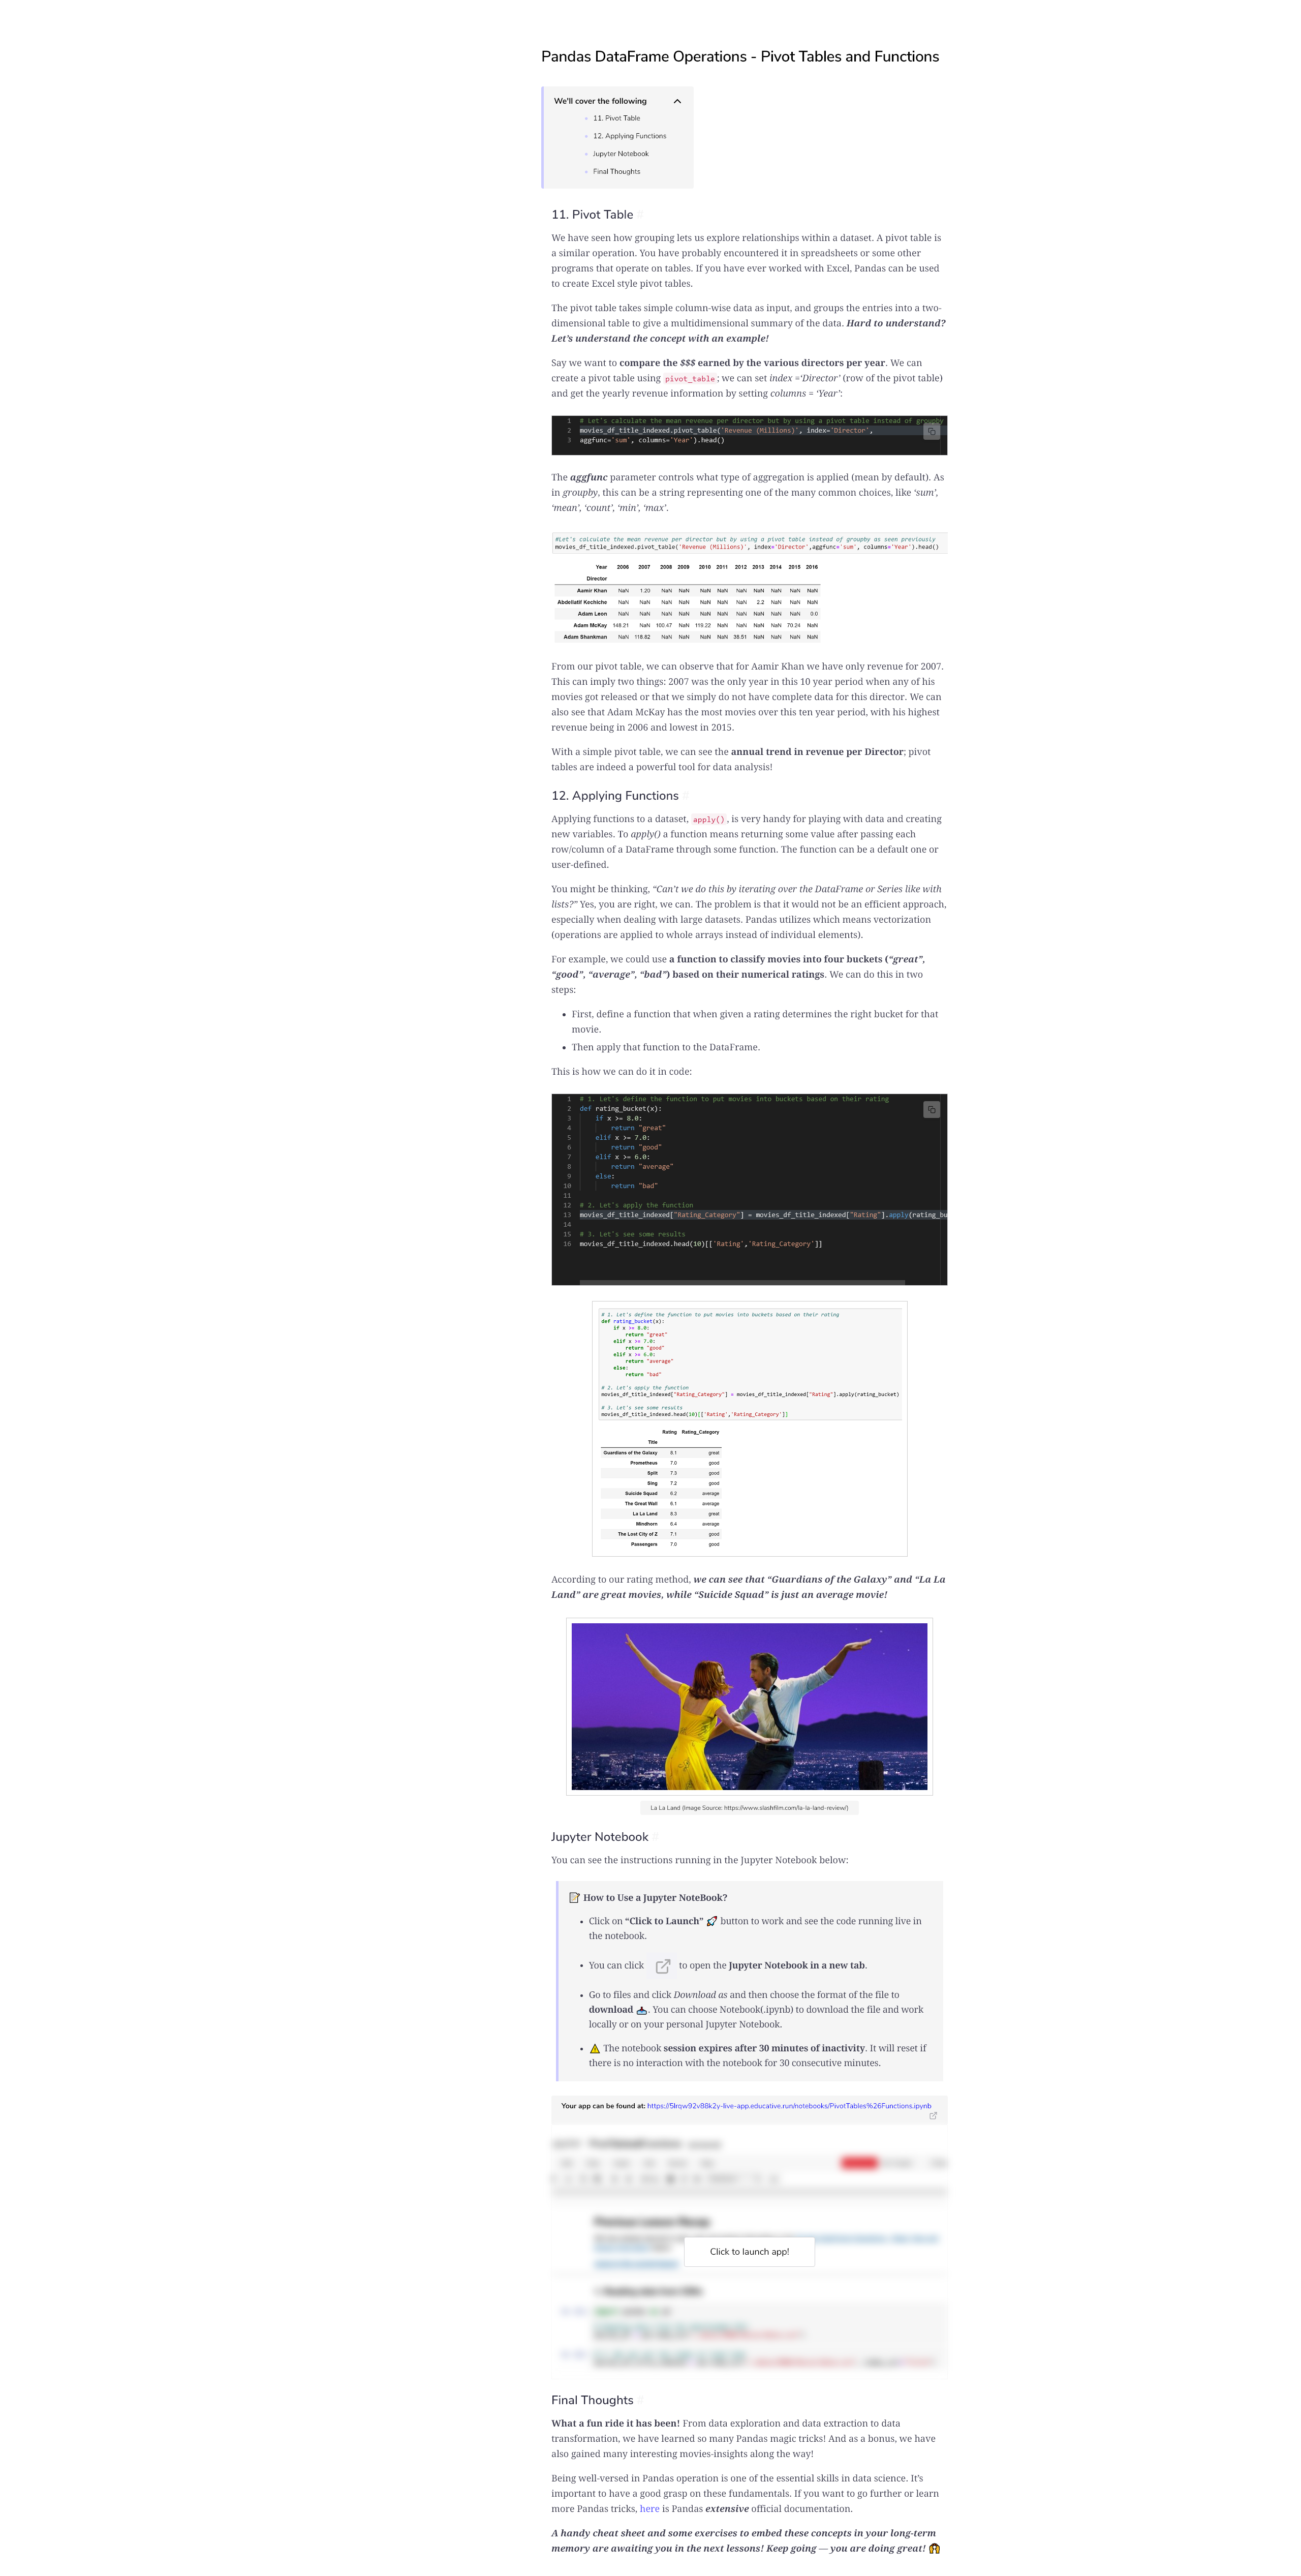 Pandas DataFrame Operations - Pivot Tables and Functions
We'll cover the following
11. Pivot Table
12. Applying Functions
Jupyter Notebook
Final Thoughts
11. Pivot Table
We have seen how grouping lets us explore relationships within a dataset. A pivot table is
a similar operation. You have probably encountered it in spreadsheets or some other
programs that operate on tables. If you have ever worked with Excel, Pandas can be used
to create Excel style pivot tables.
The pivot table takes simple column-wise data as input, and groups the entries into a two-
dimensional table to give a multidimensional summary of the data. Hard to understand?
Let's understand the concept with an example!
Say we want to compare the $$$ earned by the various directors per year. We can
create a pivot table using pivot_table; we can set index ='Director' (row of the pivot table)
and get the yearly revenue information by setting columns = 'Year':
1 # Let's calculate the mean revenue per director but by using a pivot table instead of groupby
2 movies_df_title_indexed.pivot_table('Revenue (Millions)', index='Director',
3 aggfunc='sum', columns='Year').head()
The aggfunc parameter controls what type of aggregation is applied (mean by default). As
in groupby, this can be a string representing one of the many common choices, like 'sum',
'mean', 'count', 'min', 'max'.
#Let's calculate the mean revenue per director but by using a pivot table instead of groupby as seen previously
movies_df_title_indexed.pivot_table('Revenue (Millions)', index='Director',aggfunc='sum', columns='Year').head()
Year 2006 2007 2008 2009 2010 2011 2012 2013 2014 2015 2016
Director
Aamir Khan NaN 1.20 NaN NaN NaN NaN NaN NaN NaN NaN NaN
Abdellatif Kechiche NaN NaN NaN NaN NaN NaN NaN 2.2 NaN NaN NaN
Adam Leon NaN NaN NaN NaN NaN NaN NaN NaN NaN NaN 0.0
Adam McKay 148.21 NaN 100.47 NaN 119.22 NaN NaN NaN NaN 70.24 NaN
Adam Shankman NaN 118.82 NaN NaN NaN NaN 38.51 NaN NaN NaN NaN
From our pivot table, we can observe that for Aamir Khan we have only revenue for 2007.
This can imply two things: 2007 was the only year in this 10 year period when any of his
movies got released or that we simply do not have complete data for this director. We can
also see that Adam McKay has the most movies over this ten year period, with his highest
revenue being in 2006 and lowest in 2015.
With a simple pivot table, we can see the annual trend in revenue per Director; pivot
tables are indeed a powerful tool for data analysis!
12. Applying Functions
Applying functions to a dataset, apply(), is very handy for playing with data and creating
new variables. To apply() a function means returning some value after passing each
row/column of a DataFrame through some function. The function can be a default one or
user-defined.
You might be thinking, "Can't we do this by iterating over the DataFrame or Series like with
lists?" Yes, you are right, we can. The problem is that it would not be an efficient approach,
especially when dealing with large datasets. Pandas utilizes which means vectorization
(operations are applied to whole arrays instead of individual elements).
For example, we could use a function to classify movies into four buckets ("great",
"good", "average", "bad") based on their numerical ratings. We can do this in two
steps:
• First, define a function that when given a rating determines the right bucket for that
movie.
• Then apply that function to the DataFrame.
This is how we can do it in code:
1 # 1. Let's define the function to put movies into buckets based on their rating
2 def rating_bucket(x):
3 if x >= 8.0:
4 return "great"
5 elif x >= 7.0:
6 return "good"
7 elif x >= 6.0:
8 return "average"
9 else:
10 return "bad"
11
12 # 2. Let's apply the function
13 movies_df_title_indexed["Rating_Category"] = movies_df_title_indexed["Rating"].apply(rating_bu
14
15 # 3. Let's see some results
16 movies_df_title_indexed.head(10)[['Rating','Rating_Category']]
# 1. Let's define the function to put movies into buckets based on their rating
def rating_bucket(x):
if x >= 8.0:
return "great"
elif x >= 7.0:
return "good"
elif x >= 6.0:
return "average"
else:
return "bad"
# 2. Let's apply the function
movies_df_title_indexed["Rating_Category"] = movies_df_title_indexed["Rating"].apply(rating_bucket)
# 3. Let's see some results
movies_df_title_indexed.head(10)[['Rating','Rating_Category']]
Rating Rating_Category
Title
Guardians of the Galaxy 8.1 great
Prometheus 7.0 good
Split 7.3 good
Sing 7.2 good
Suicide Squad 6.2 average
The Great Wall 6.1 average
La La Land 8.3 great
Mindhorn 6.4 average
The Lost City of Z 7.1 good
Passengers 7.0 good
According to our rating method, we can see that "Guardians of the Galaxy" and "La La
Land" are great movies, while "Suicide Squad" is just an average movie!
La La Land (Image Source: https://www.slashfilm.com/la-la-land-review/)
Jupyter Notebook
You can see the instructions running in the Jupyter Notebook below:
📝 How to Use a Jupyter NoteBook?
• Click on "Click to Launch" 🚀 button to work and see the code running live in
the notebook.
• You can click to open the Jupyter Notebook in a new tab.
• Go to files and click Download as and then choose the format of the file to
download 📥. You can choose Notebook(.ipynb) to download the file and work
locally or on your personal Jupyter Notebook.
• ⚠️ The notebook session expires after 30 minutes of inactivity. It will reset if
there is no interaction with the notebook for 30 consecutive minutes.
Your app can be found at: https://5lrqw92v88k2y-live-app.educative.run/notebooks/PivotTables%26Functions.ipynb
Click to launch app!
Final Thoughts
What a fun ride it has been! From data exploration and data extraction to data
transformation, we have learned so many Pandas magic tricks! And as a bonus, we have
also gained many interesting movies-insights along the way!
Being well-versed in Pandas operation is one of the essential skills in data science. It's
important to have a good grasp on these fundamentals. If you want to go further or learn
more Pandas tricks, here is Pandas extensive official documentation.
A handy cheat sheet and some exercises to embed these concepts in your long-term
memory are awaiting you in the next lessons! Keep going — you are doing great!